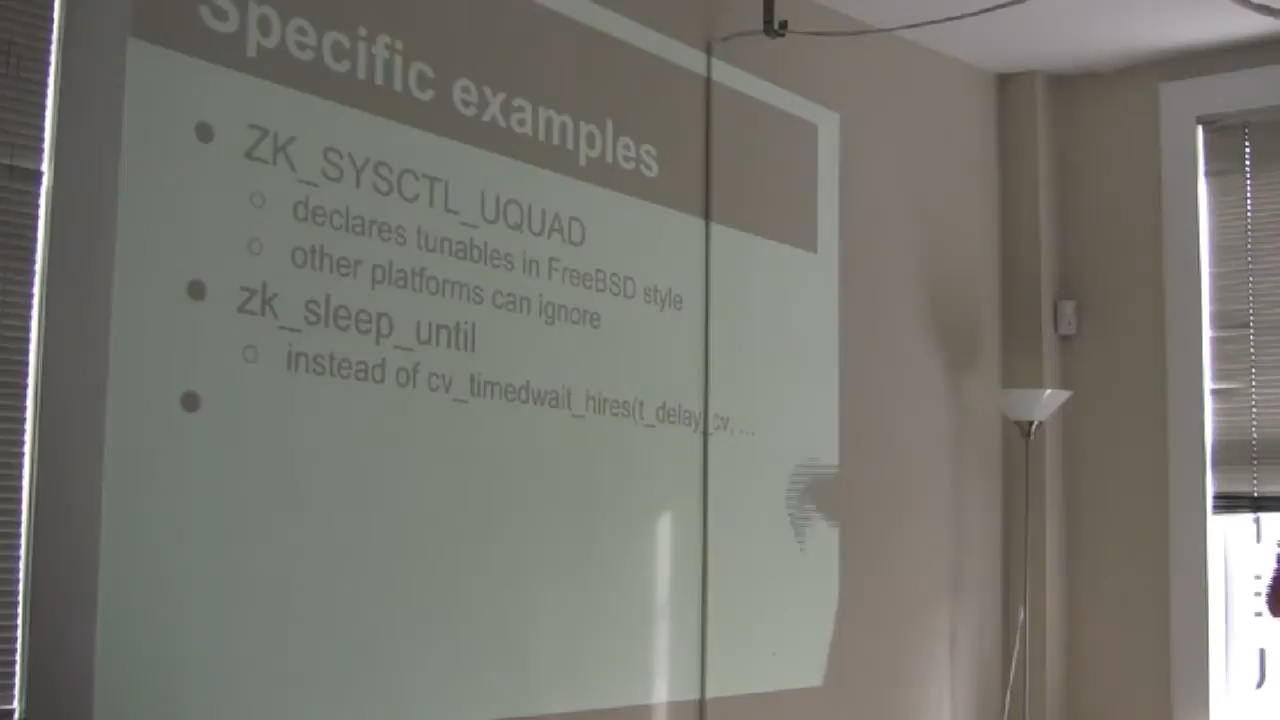 Specific examples
ZK_SYSCTL_UQUAD
declares tunables in FreeBSD style
other platforms can ignore
zk_sleep_until
instead of cv_timedwait_hires(t_delay_cv, ...